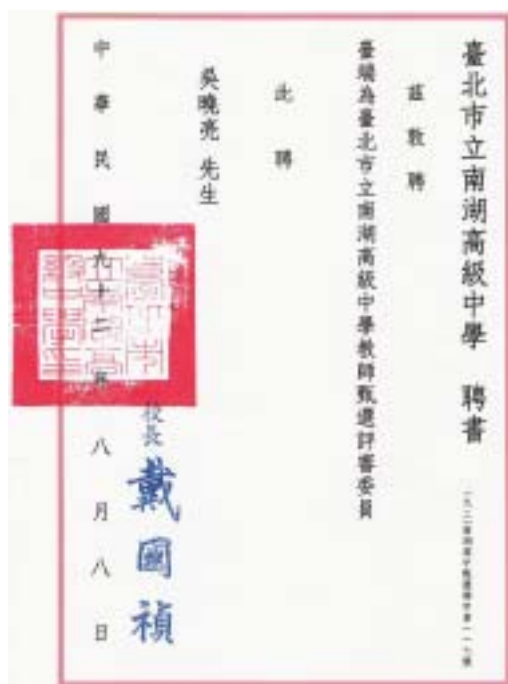 臺北市立南湖高級中學 聘書
茲敦聘
臺端為臺北市立南湖高級中學教師甄選評審委員
此聘
吳曉亮 先生
校長 戴國禎
中華民國九十二年八月八日